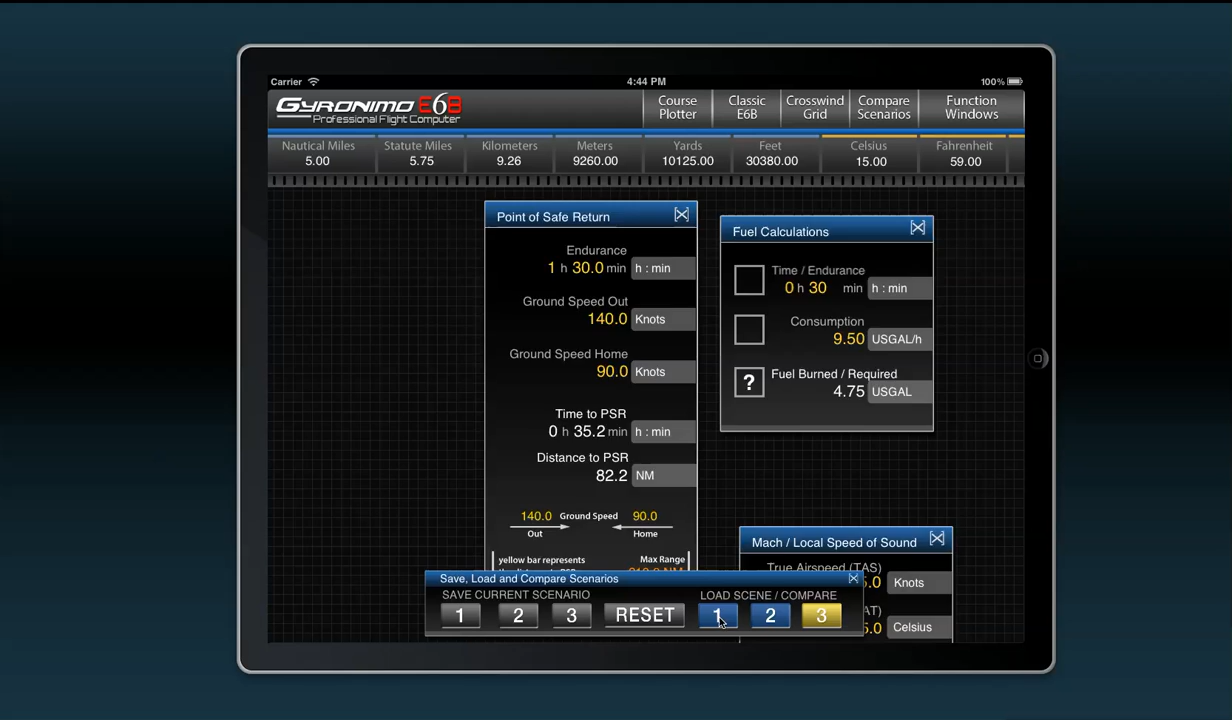 Carrier
4:44 PM
100%
GYRONIMO E6B
Professional Flight Computer
Course Plotter
Classic E6B
Crosswind Grid
Compare Scenarios
Function Windows
Nautical Miles
5.00
Statute Miles
5.75
Kilometers
9.26
Meters
9260.00
Yards
10125.00
Feet
30380.00
Celsius
15.00
Fahrenheit
59.00
Point of Safe Return
Endurance
1 h 30.0 min h : min
Ground Speed Out
140.0 Knots
Ground Speed Home
90.0 Knots
Time to PSR
0 h 35.2 min h : min
Distance to PSR
82.2 NM
140.0 Ground Speed 90.0
Out Home
yellow bar represents Max Range
Fuel Calculations
Time / Endurance
0 h 30 min h : min
Consumption
9.50 USGAL/h
? Fuel Burned / Required
4.75 USGAL
Mach / Local Speed of Sound
True Airspeed (TAS)
5.0 Knots
AT)
5.0 Celsius
Save, Load and Compare Scenarios
SAVE CURRENT SCENARIO
1 2 3 RESET
LOAD SCENE / COMPARE
1 2 3